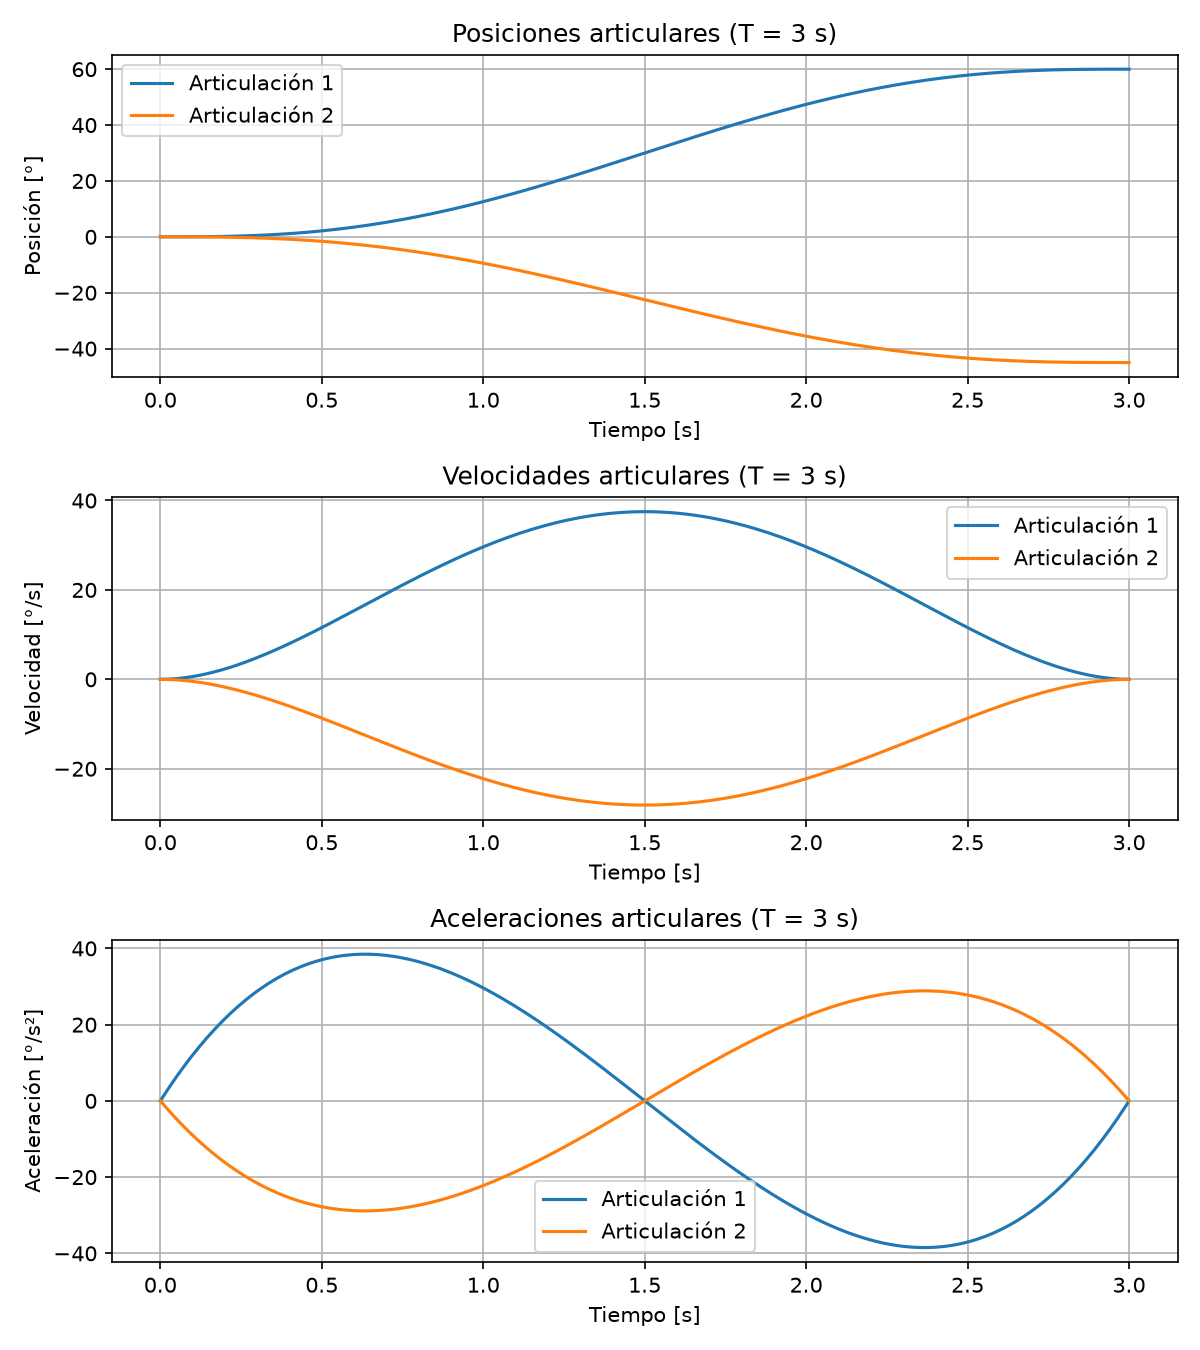 Posiciones articulares (T = 3 s)
Articulación 1
Articulación 2
Posición [°]
60
40
20
0
−20
−40
0.0 0.5 1.0 1.5 2.0 2.5 3.0
Tiempo [s]
Velocidades articulares (T = 3 s)
Articulación 1
Articulación 2
Velocidad [°/s]
40
20
0
−20
0.0 0.5 1.0 1.5 2.0 2.5 3.0
Tiempo [s]
Aceleraciones articulares (T = 3 s)
Aceleración [°/s²]
40
20
0
−20
−40
Articulación 1
Articulación 2
0.0 0.5 1.0 1.5 2.0 2.5 3.0
Tiempo [s]